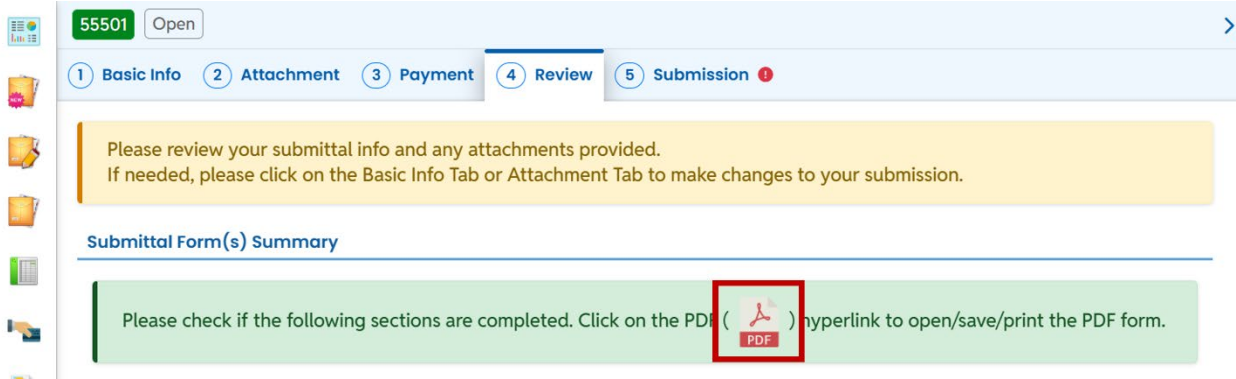 55501 Open
1 Basic Info 2 Attachment 3 Payment 4 Review 5 Submission !
NEW
Please review your submittal info and any attachments provided.
If needed, please click on the Basic Info Tab or Attachment Tab to make changes to your submission.
Submittal Form(s) Summary
Please check if the following sections are completed. Click on the PDF ( PDF ) hyperlink to open/save/print the PDF form.